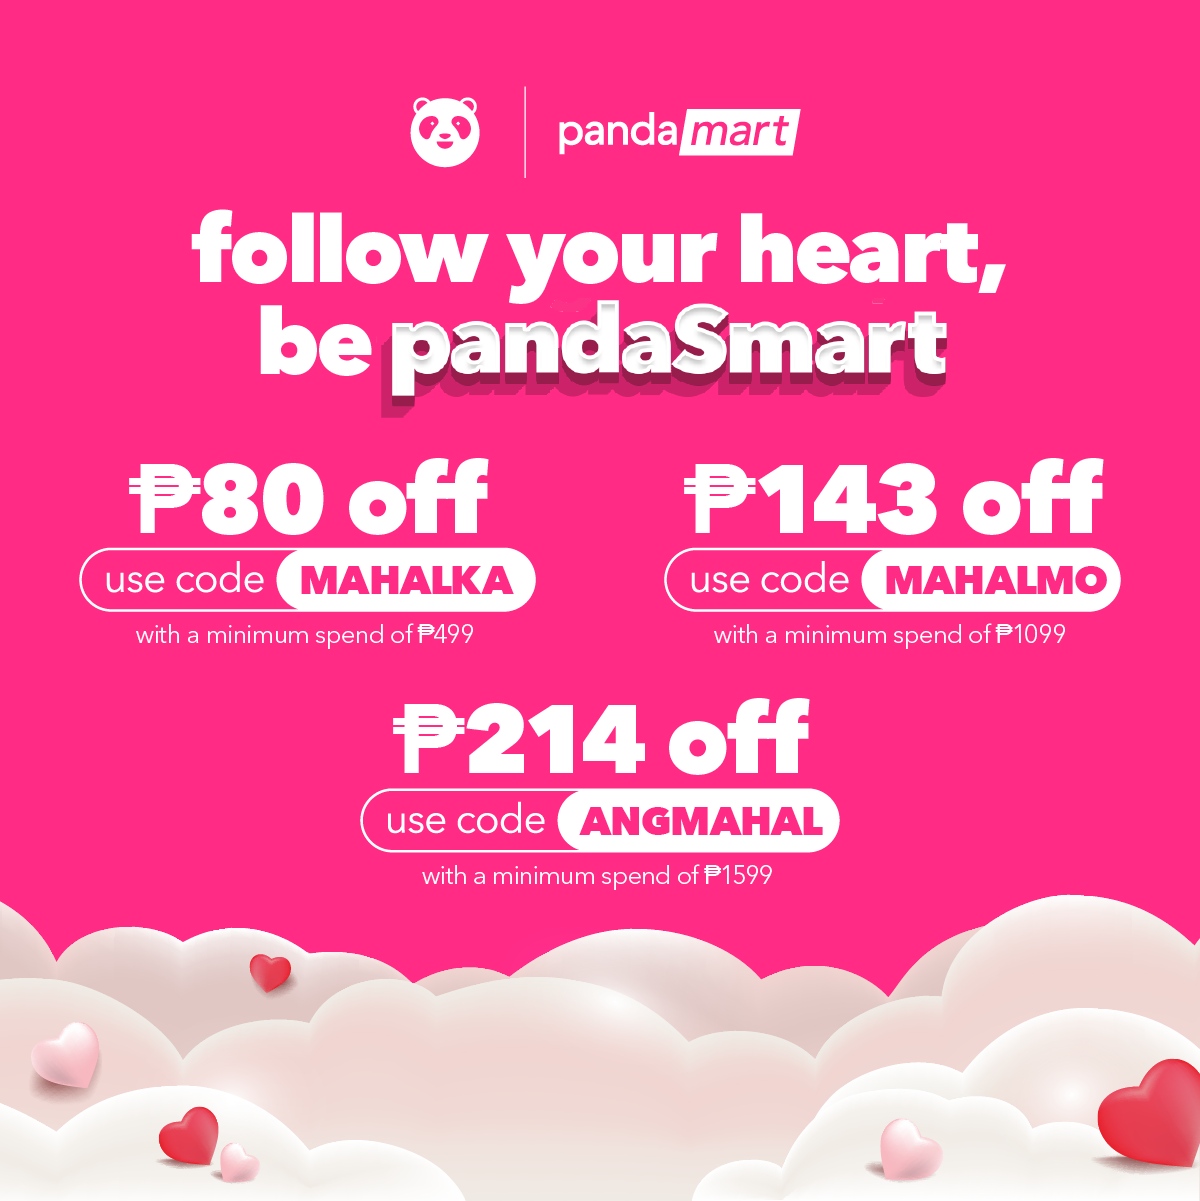 pandamart
follow your heart,
be pandaSmart
₱80 off
use code MAHALKA
with a minimum spend of ₱499
₱143 off
use code MAHALMO
with a minimum spend of ₱1099
₱214 off
use code ANGMAHAL
with a minimum spend of ₱1599